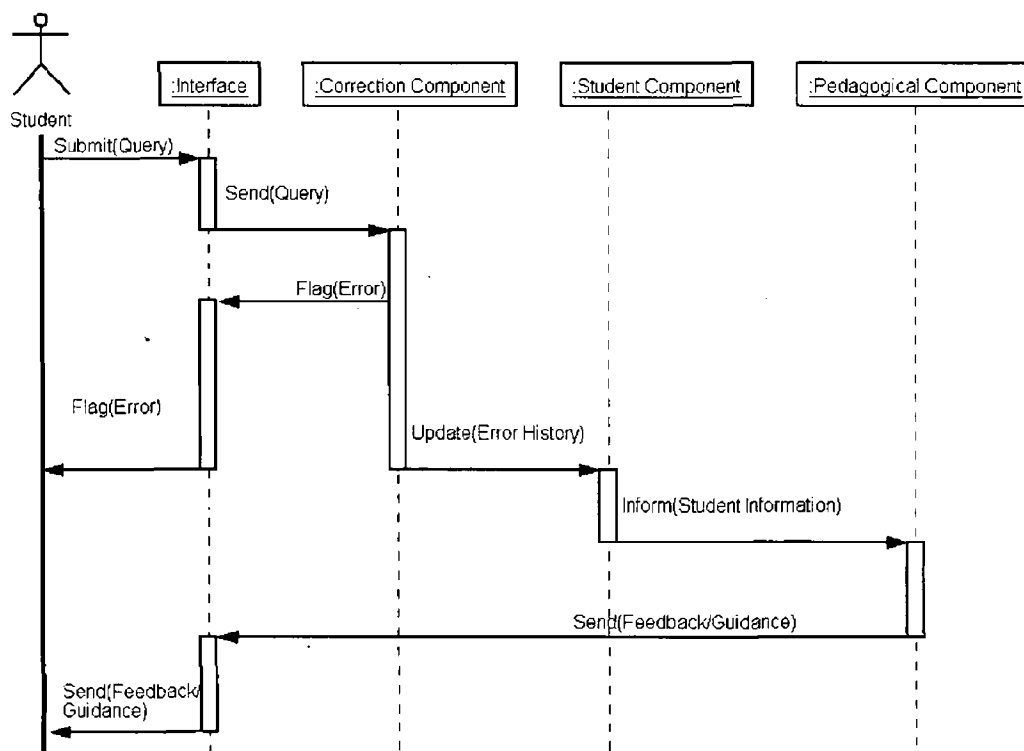 :Interface
:Correction Component
:Student Component
:Pedagogical Component
Student
Submit(Query)
Send(Query)
Flag(Error)
Flag(Error)
Update(Error History)
Inform(Student Information)
Send(Feedback/Guidance)
Send(Feedback/
Guidance)